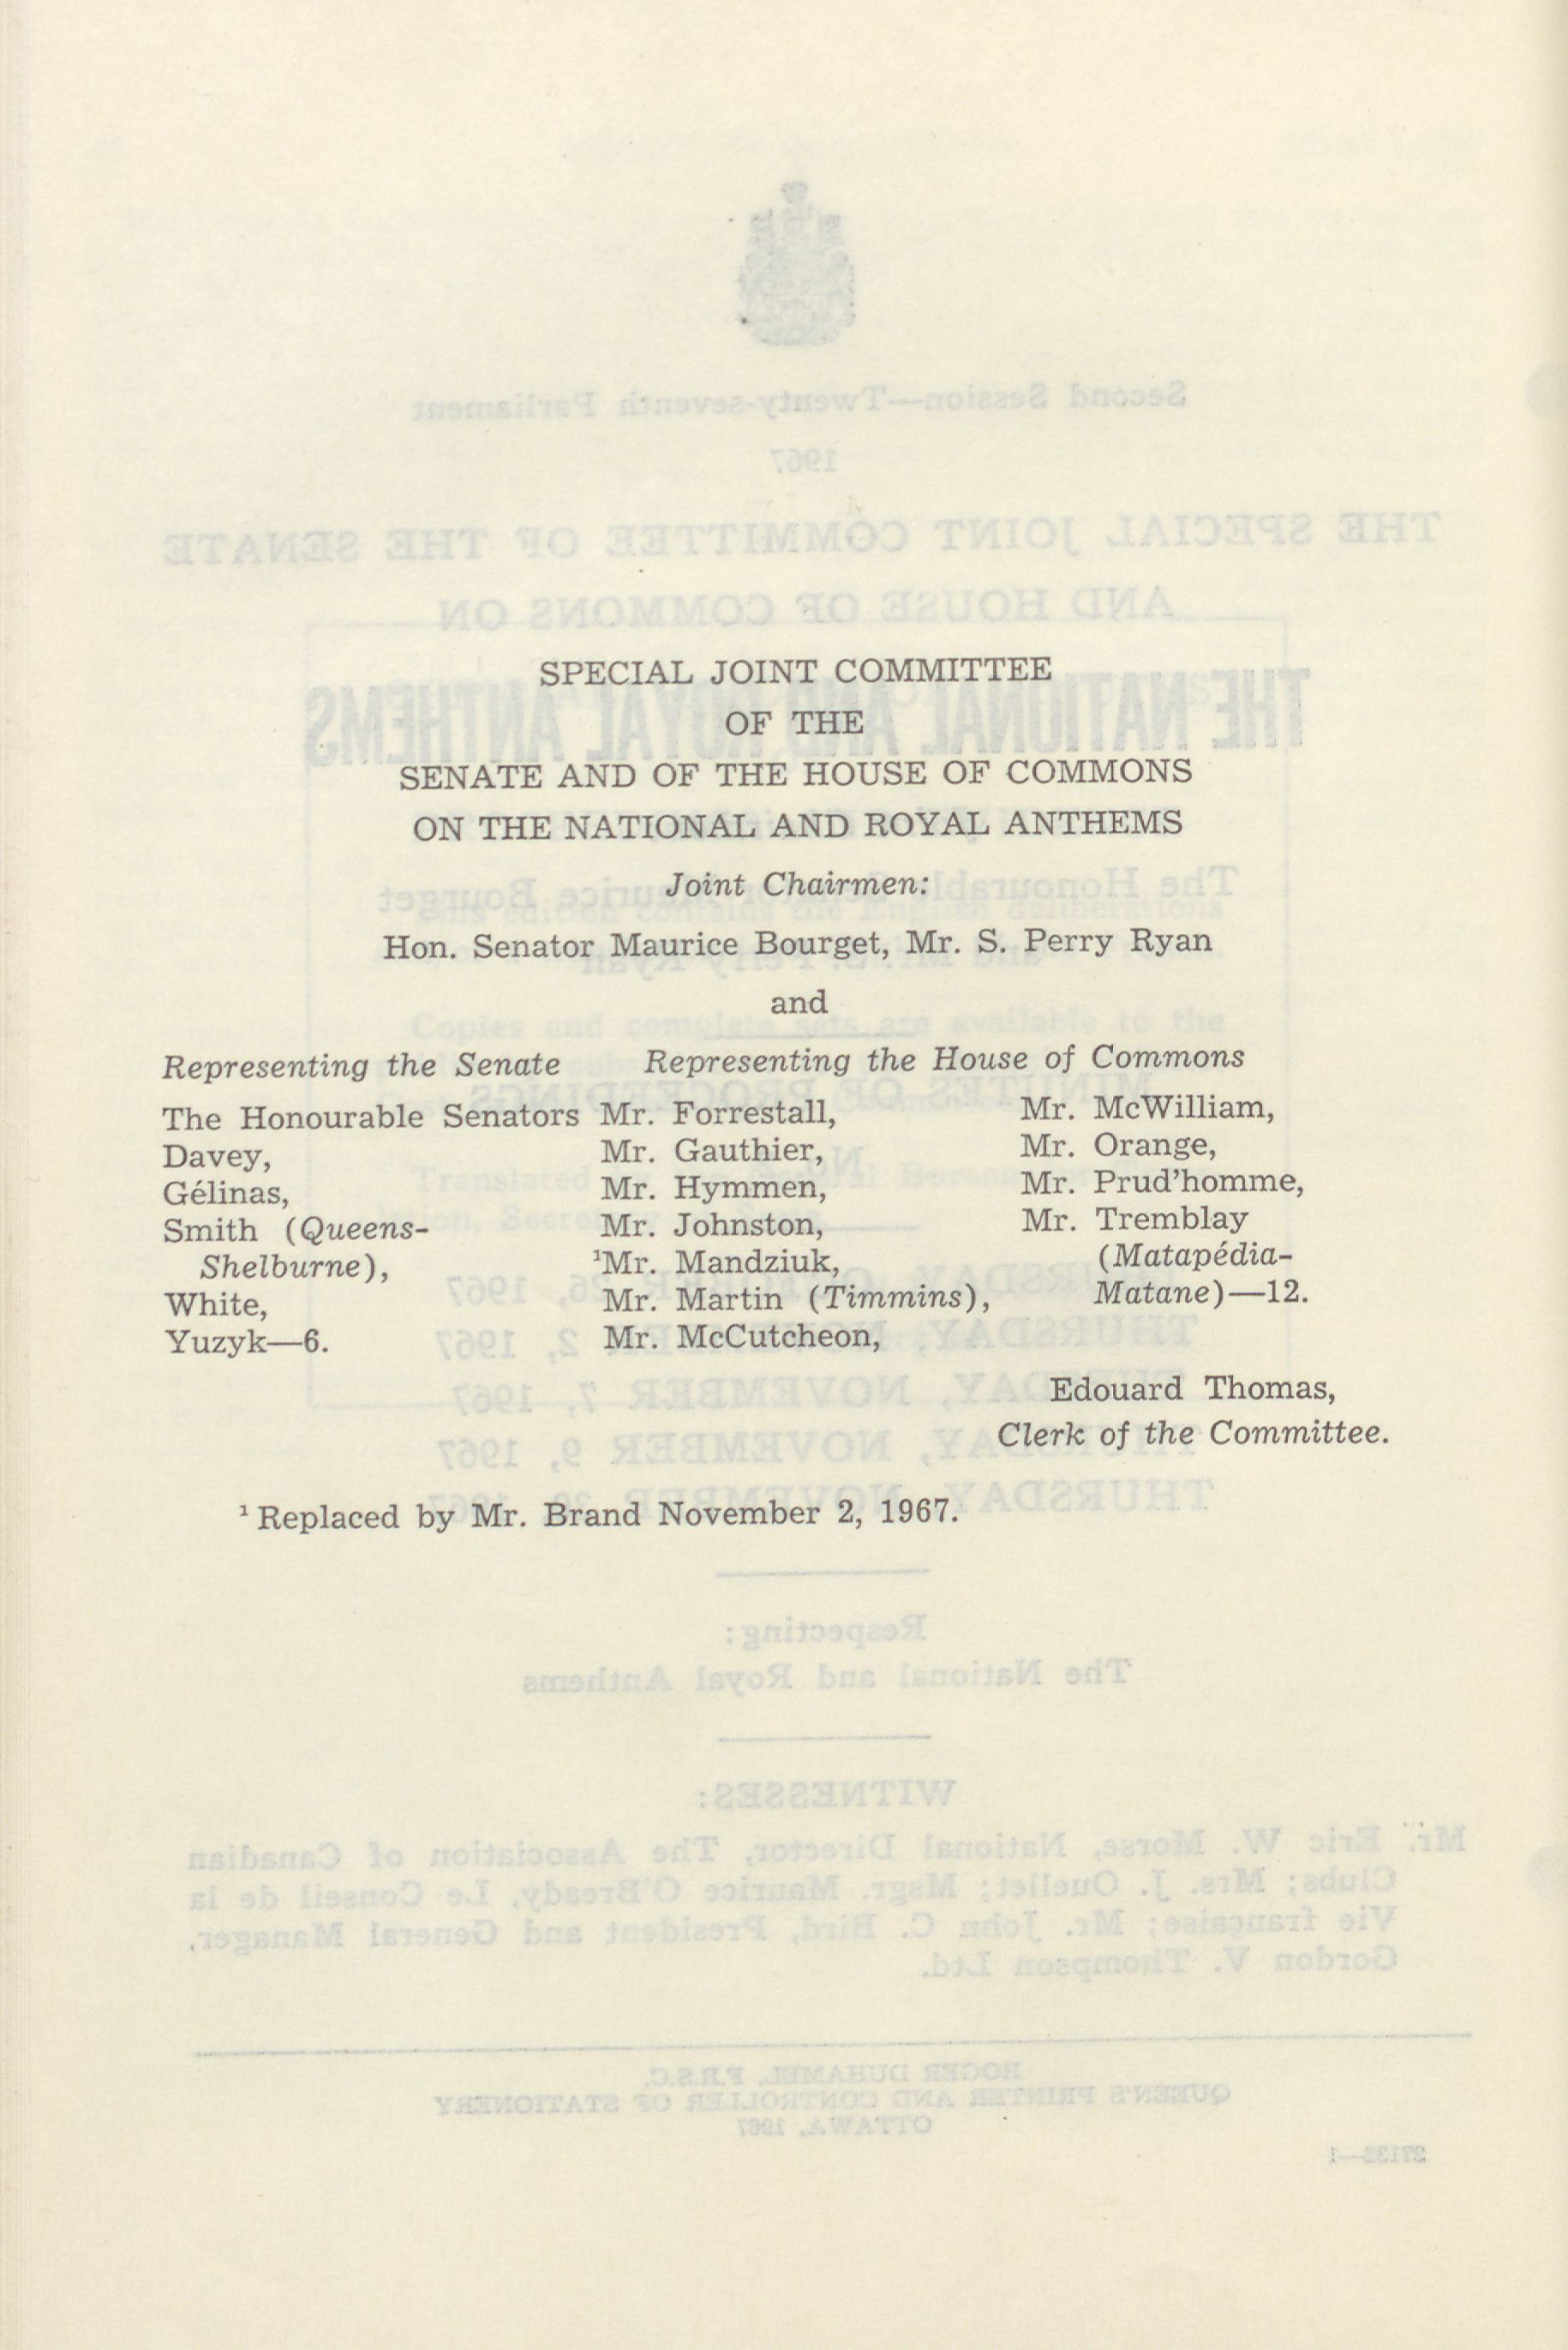 SPECIAL JOINT COMMITTEE
OF THE
SENATE AND OF THE HOUSE OF COMMONS
ON THE NATIONAL AND ROYAL ANTHEMS
Joint Chairmen:
Hon. Senator Maurice Bourget, Mr. S. Perry Ryan
and
Representing the Senate
The Honourable Senators
Davey,
Gélinas,
Smith (Queens-
Shelburne),
White,
Yuzyk—6.
Representing the House of Commons
Mr. Forrestall,
Mr. Gauthier,
Mr. Hymmen,
Mr. Johnston,
¹Mr. Mandziuk,
Mr. Martin (Timmins),
Mr. McCutcheon,
Mr. McWilliam,
Mr. Orange,
Mr. Prud'homme,
Mr. Tremblay
(Matapédia-
Matane)—12.
Edouard Thomas,
Clerk of the Committee.
¹ Replaced by Mr. Brand November 2, 1967.